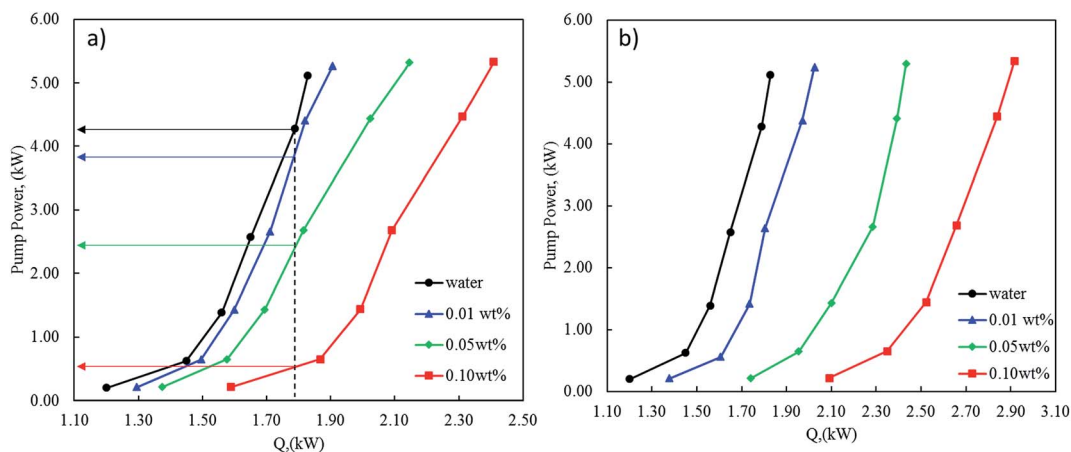 a)
6.00
5.00
4.00
3.00
2.00
1.00
0.00
Pump Power, (kW)
1.10 1.30 1.50 1.70 1.90 2.10 2.30 2.50
Q,(kW)
water
0.01 wt%
0.05wt%
0.10wt%
b)
6.00
5.00
4.00
3.00
2.00
1.00
0.00
Pump Power, (kW)
1.10 1.30 1.50 1.70 1.90 2.10 2.30 2.50 2.70 2.90 3.10
Q,(kW)
water
0.01 wt%
0.05wt%
0.10wt%